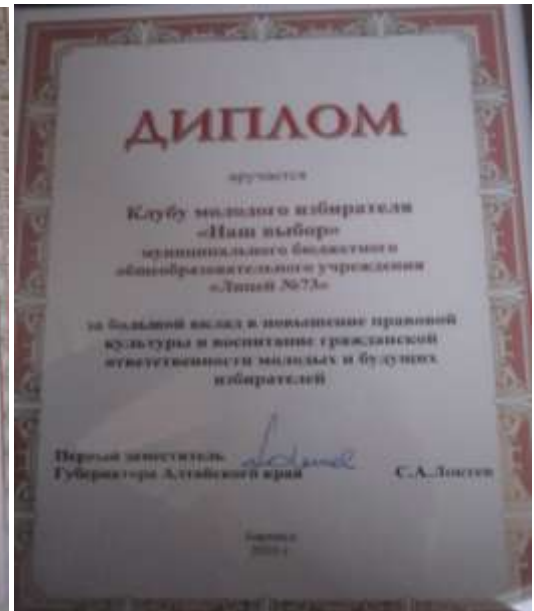 ДИПЛОМ
вручается
Клубу молодого избирателя
«Наш выбор»
муниципального бюджетного
общеобразовательного учреждения
«Лицей №73»
за большой вклад в повышение правовой
культуры и воспитание гражданской
ответственности молодых и будущих
избирателей
Первый заместитель
Губернатора Алтайского края
С.А.Локтев
Барнаул